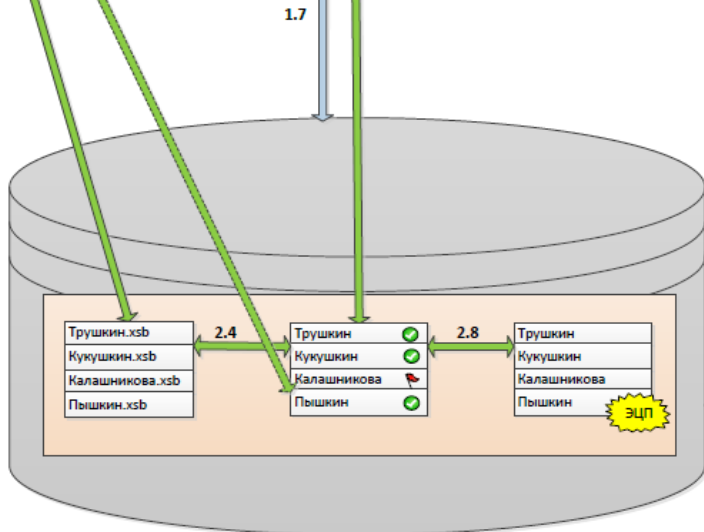 1.7
Трушкин.xsb
Кукушкин.xsb
Калашникова.xsb
Пышкин.xsb
2.4
Трушкин
Кукушкин
Калашникова
Пышкин
2.8
Трушкин
Кукушкин
Калашникова
Пышкин
ЭЦП